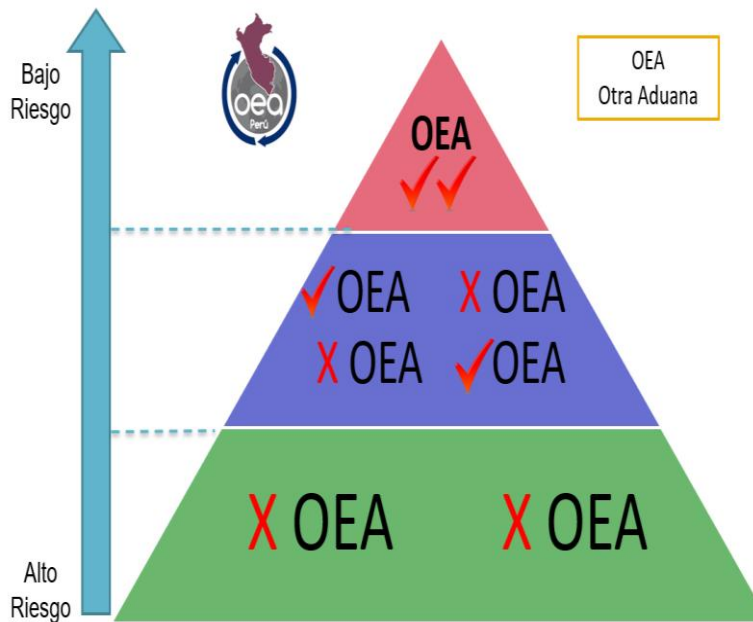 Bajo
Riesgo
oea
Perú
OEA
Otra Aduana
OEA
OEA X OEA
X OEA OEA
X OEA X OEA
Alto
Riesgo